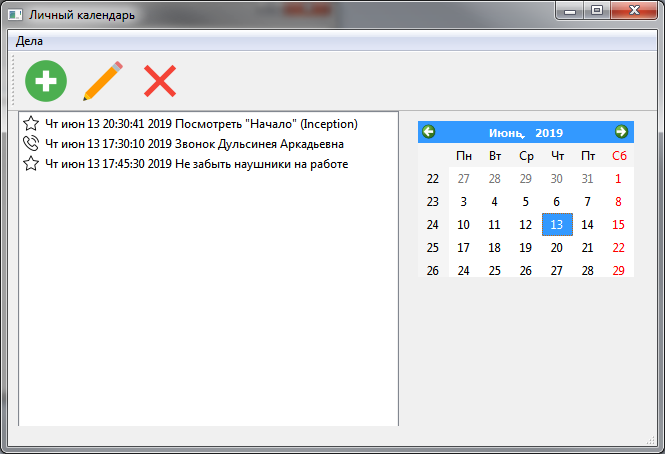 Личный календарь
Дела
Чт июн 13 20:30:41 2019 Посмотреть "Начало" (Inception)
Чт июн 13 17:30:10 2019 Звонок Дульсинея Аркадьевна
Чт июн 13 17:45:30 2019 Не забыть наушники на работе
Июнь, 2019
Пн Вт Ср Чт Пт Сб
22 27 28 29 30 31 1
23 3 4 5 6 7 8
24 10 11 12 13 14 15
25 17 18 19 20 21 22
26 24 25 26 27 28 29